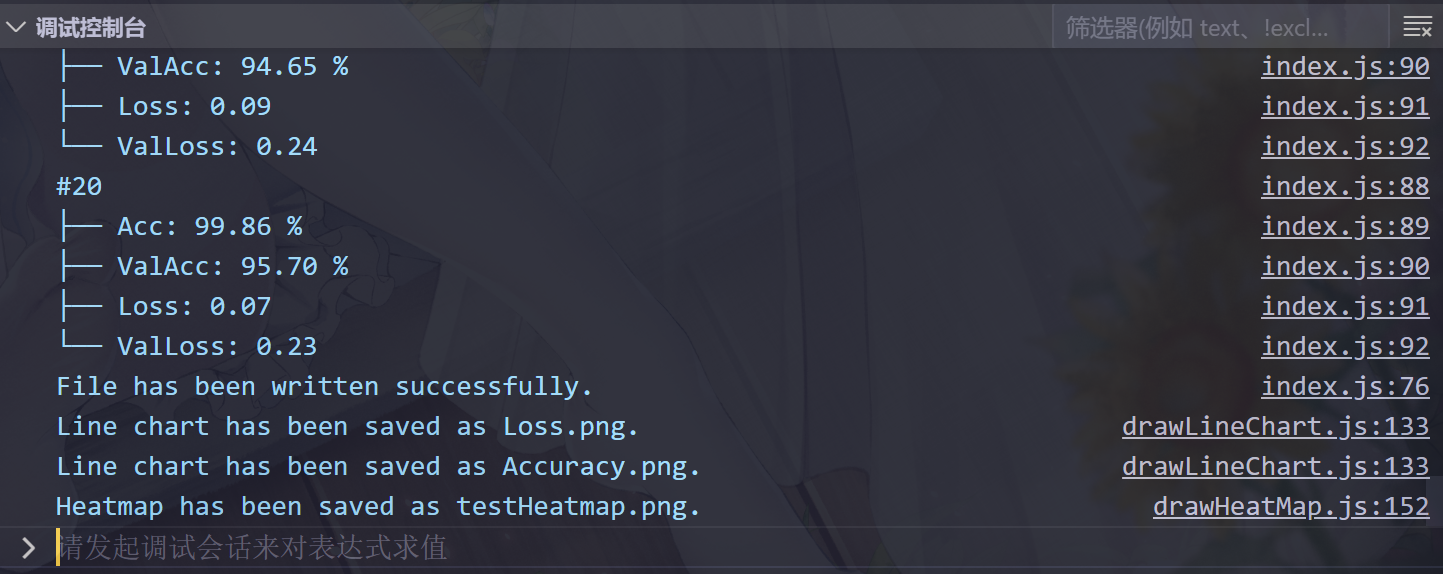 调试控制台 筛选器(例如 text、!excl...
├── ValAcc: 94.65 % index.js:90
├── Loss: 0.09 index.js:91
└── ValLoss: 0.24 index.js:92
#20 index.js:88
├── Acc: 99.86 % index.js:89
├── ValAcc: 95.70 % index.js:90
├── Loss: 0.07 index.js:91
└── ValLoss: 0.23 index.js:92
File has been written successfully. index.js:76
Line chart has been saved as Loss.png. drawLineChart.js:133
Line chart has been saved as Accuracy.png. drawLineChart.js:133
Heatmap has been saved as testHeatmap.png. drawHeatMap.js:152
请发起调试会话来对表达式求值